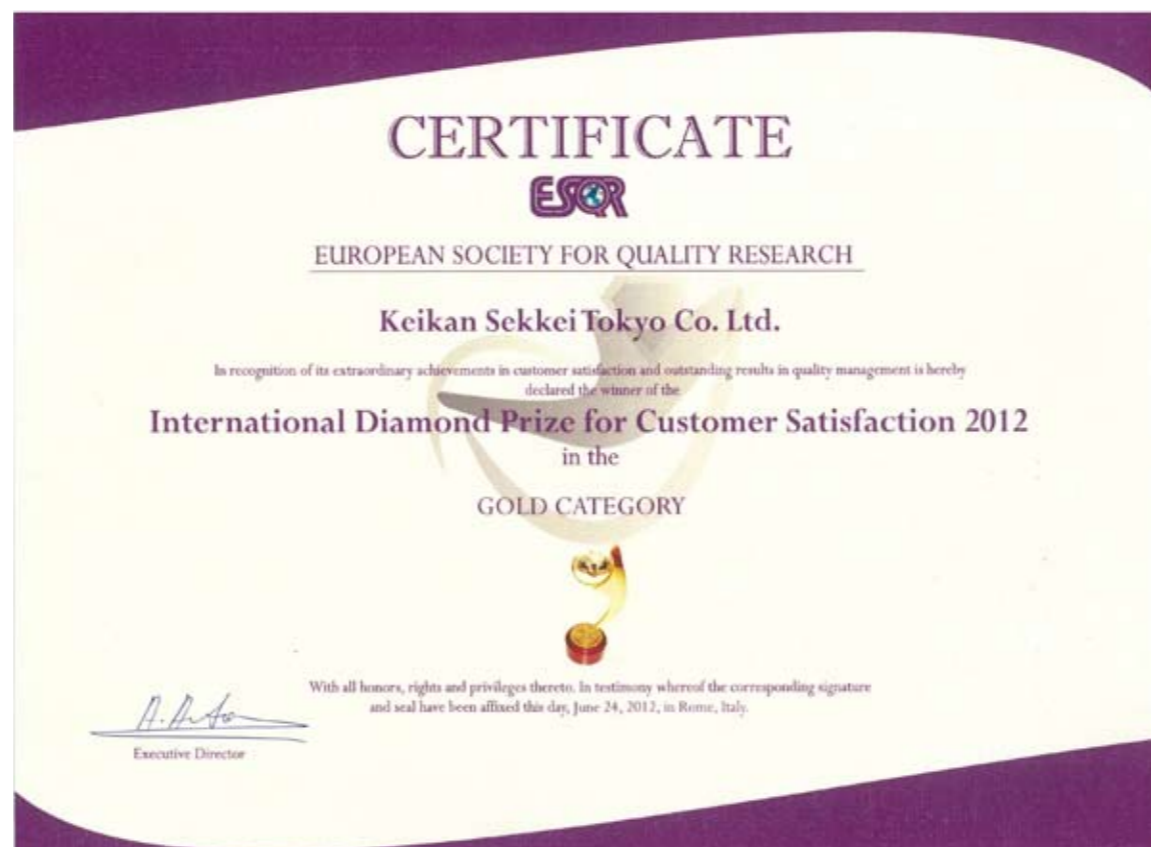 CERTIFICATE
ESQR
EUROPEAN SOCIETY FOR QUALITY RESEARCH
Keikan Sekkei Tokyo Co. Ltd.
In recognition of its extraordinary achievements in customer satisfaction and outstanding results in quality management is hereby
declared the winner of the
International Diamond Prize for Customer Satisfaction 2012
in the
GOLD CATEGORY
With all honors, rights and privileges thereto. In testimony whereof the corresponding signature
and seal have been affixed this day, June 24, 2012, in Rome, Italy.
Executive Director